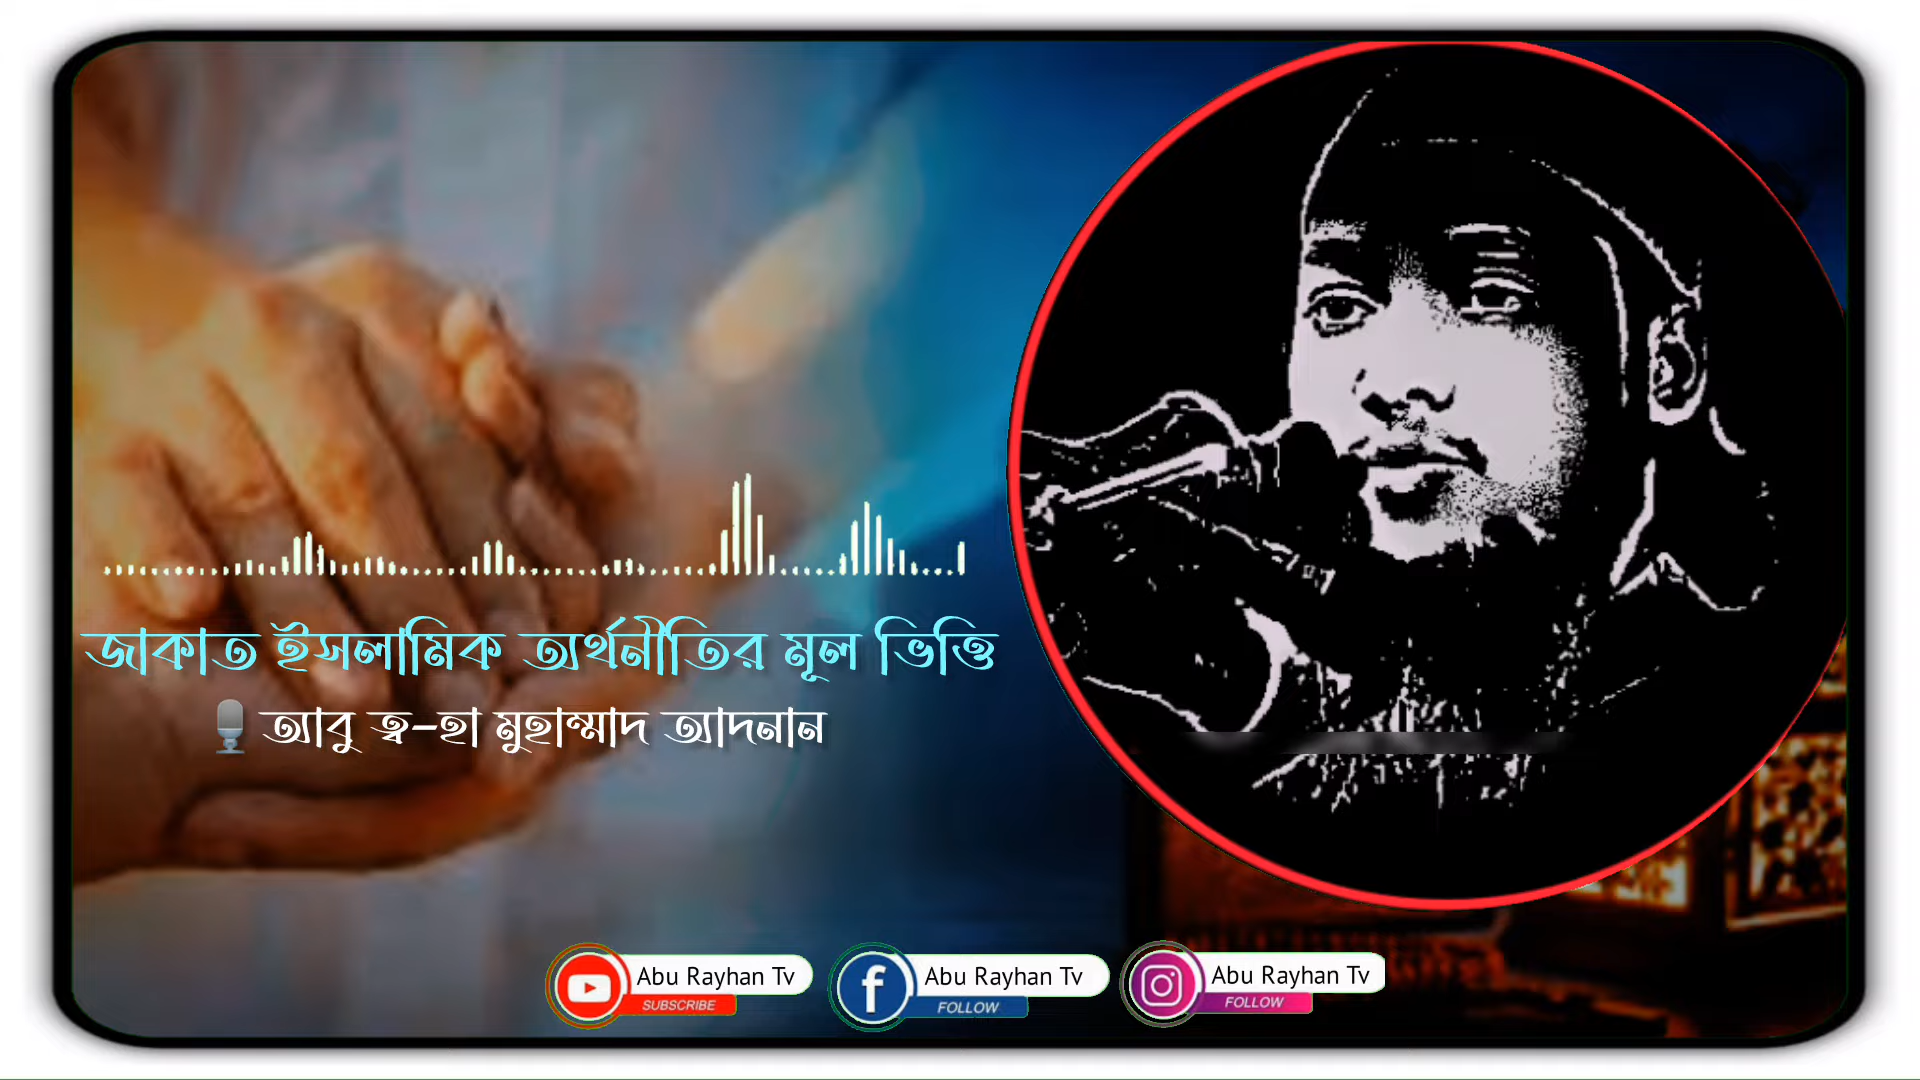 জাকাত ইসলামিক অর্থনীতির মূল ভিত্তি
আবু ত্ব-হা মুহাম্মাদ আদনান
Abu Rayhan Tv
SUBSCRIBE
Abu Rayhan Tv
FOLLOW
Abu Rayhan Tv
FOLLOW